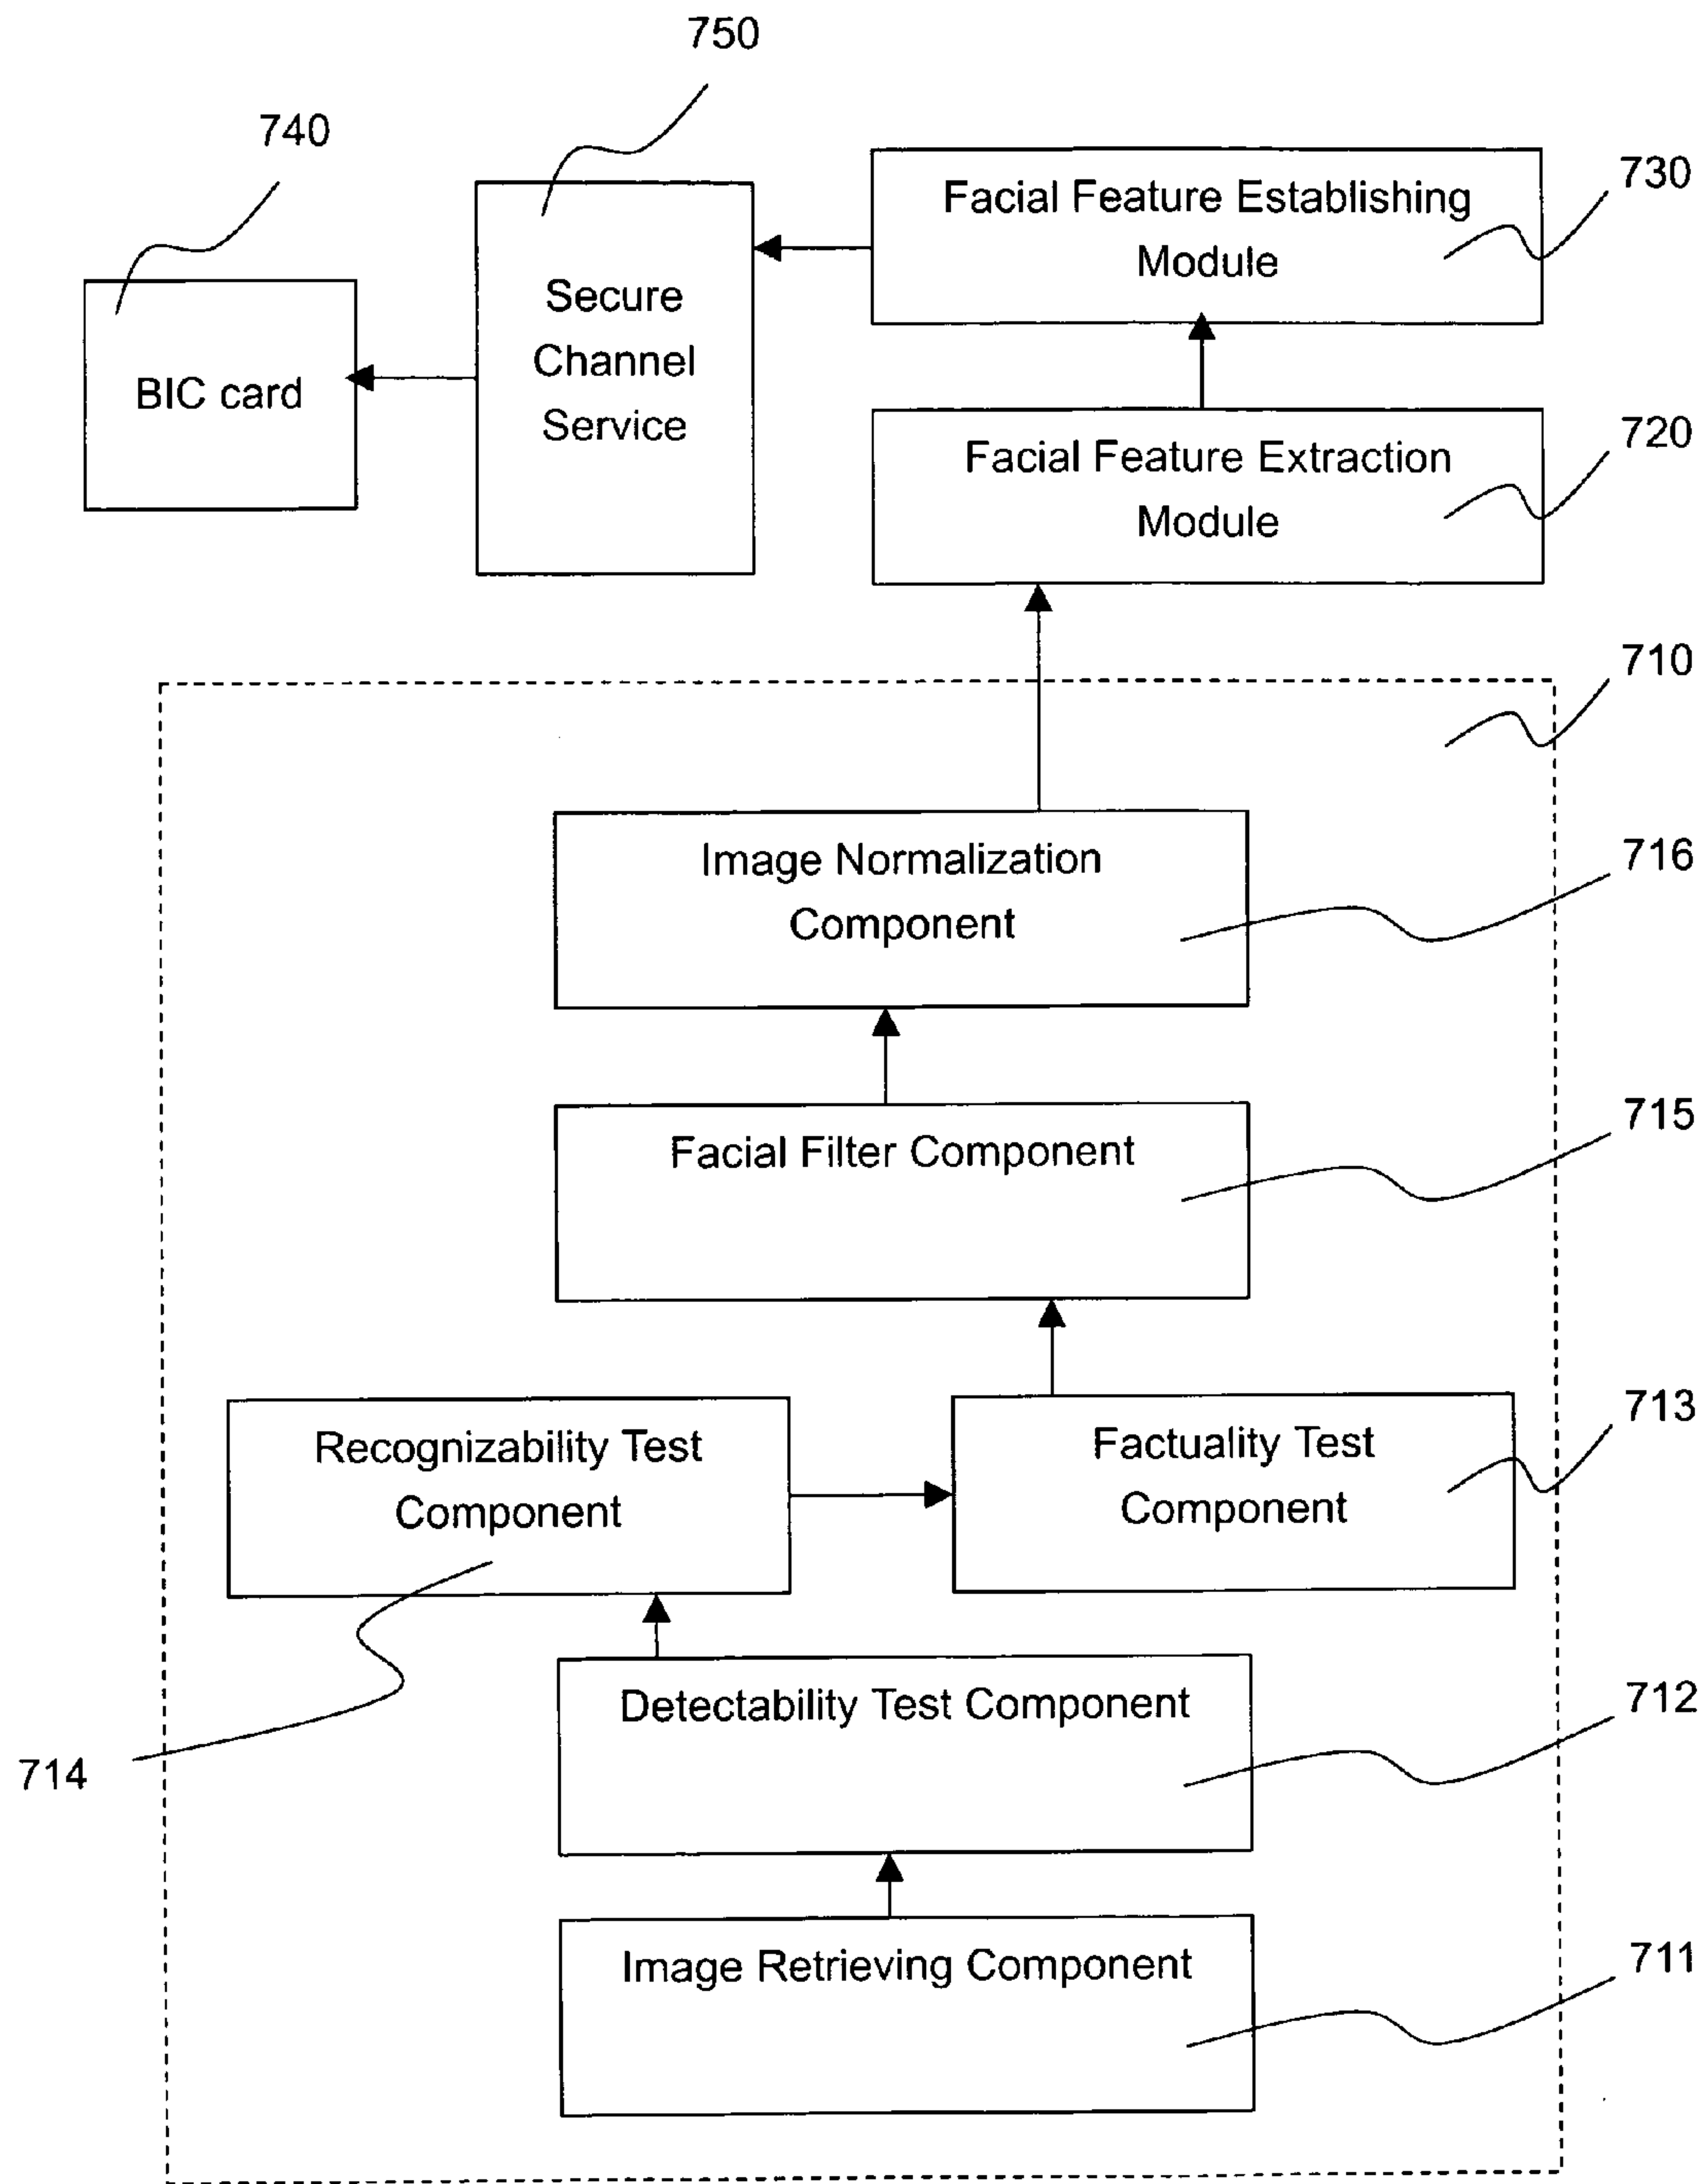 750
740
730
Facial Feature Establishing
Module
Secure
Channel
Service
BIC card
720
Facial Feature Extraction
Module
710
Image Normalization
Component
716
Facial Filter Component
715
Recognizability Test
Component
Factuality Test
Component
713
714
Detectability Test Component
712
Image Retrieving Component
711